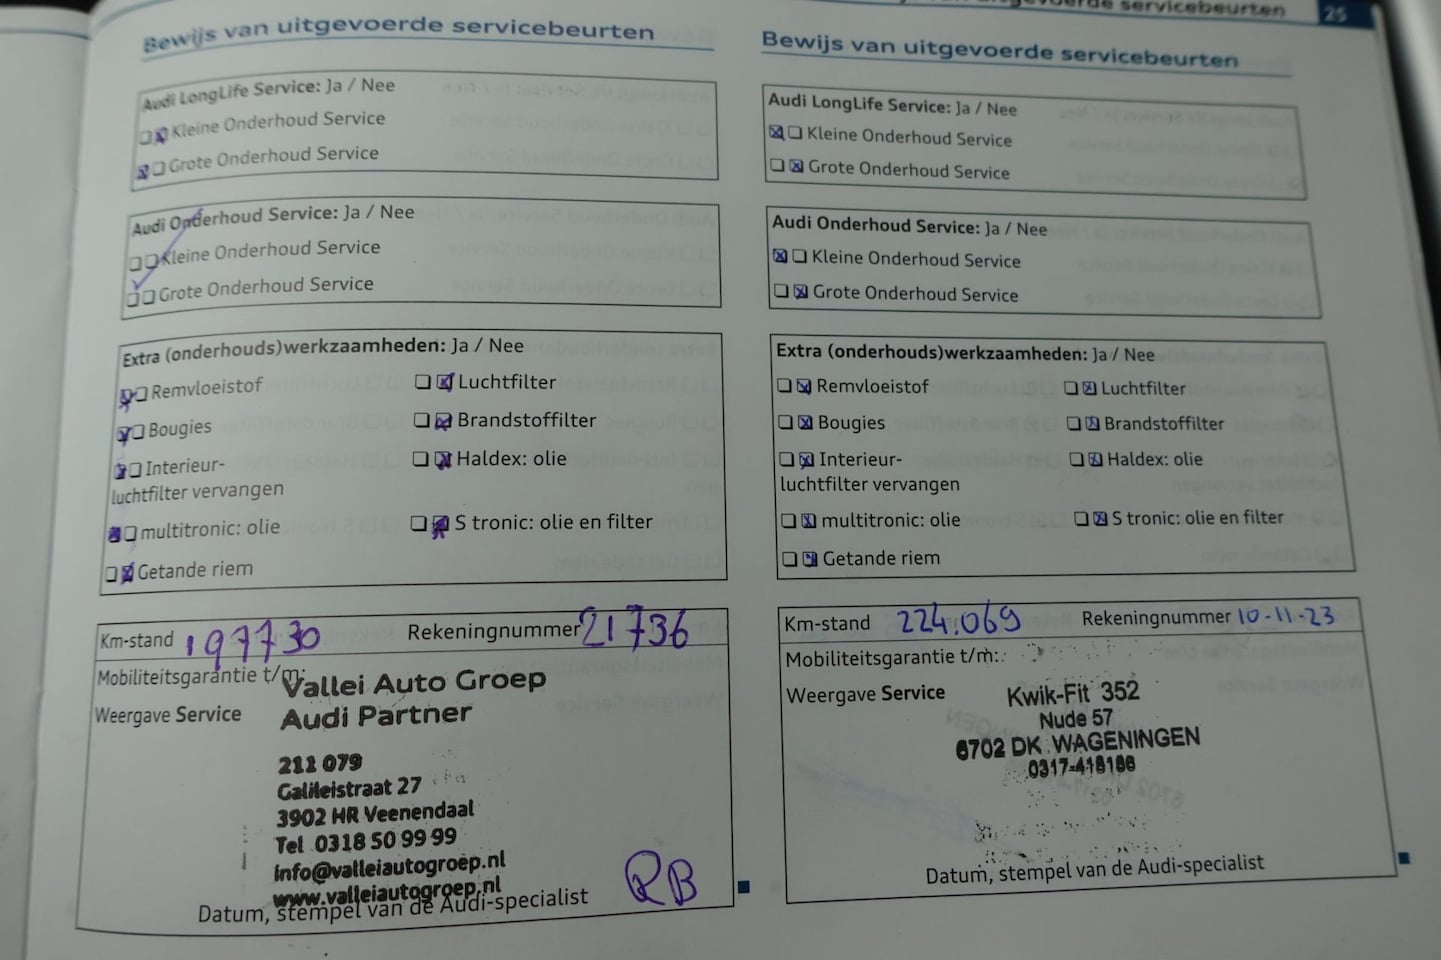 servicebeurten 25
Bewijs van uitgevoerde servicebeurten
Audi LongLife Service: Ja / Nee
Kleine Onderhoud Service
Grote Onderhoud Service
Audi Onderhoud Service: Ja / Nee
Kleine Onderhoud Service
Grote Onderhoud Service
Extra (onderhouds)werkzaamheden: Ja / Nee
Remvloeistof
Luchtfilter
Bougies
Brandstoffilter
Interieur-
luchtfilter vervangen
Haldex: olie
multitronic: olie
S tronic: olie en filter
Getande riem
Km-stand 197730 Rekeningnummer 21736
Mobiliteitsgarantie t/m:
Weergave Service
Vallei Auto Groep
Audi Partner
211 079
Galileistraat 27
3902 HR Veenendaal
Tel 0318 50 99 99
info@valleiautogroep.nl
www.valleiautogroep.nl
Datum, stempel van de Audi-specialist
RB
Bewijs van uitgevoerde servicebeurten
Audi LongLife Service: Ja / Nee
Kleine Onderhoud Service
Grote Onderhoud Service
Audi Onderhoud Service: Ja / Nee
Kleine Onderhoud Service
Grote Onderhoud Service
Extra (onderhouds)werkzaamheden: Ja / Nee
Remvloeistof
Luchtfilter
Bougies
Brandstoffilter
Interieur-
luchtfilter vervangen
Haldex: olie
multitronic: olie
S tronic: olie en filter
Getande riem
Km-stand 224.069 Rekeningnummer 10-11-23
Mobiliteitsgarantie t/m:
Weergave Service
Kwik-Fit 352
Nude 57
6702 DK WAGENINGEN
0317-418188
Datum, stempel van de Audi-specialist